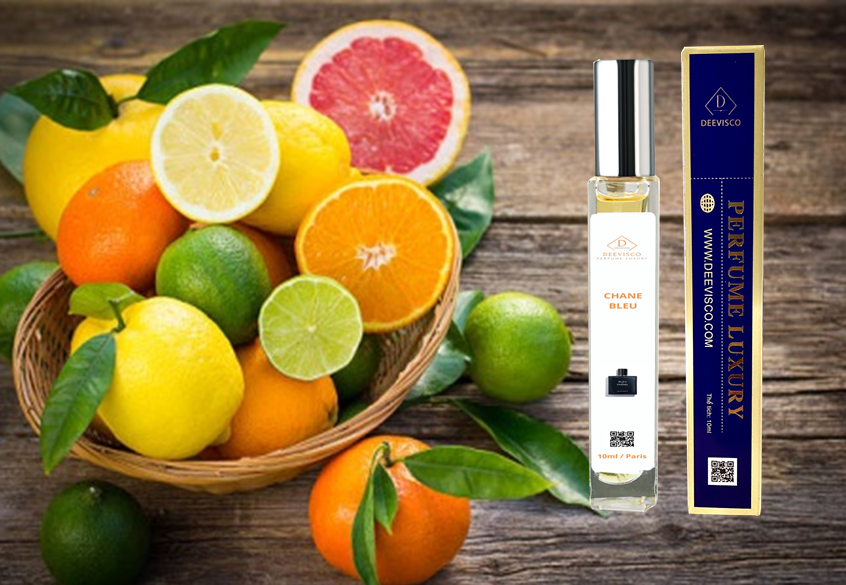 D
DEEVISCO
PERFUME LUXURY
CHANE
BLEU
10ml / Paris
D
DEEVISCO
PERFUME LUXURY
WWW.DEEVISCO.COM
Thể tích: 10ml